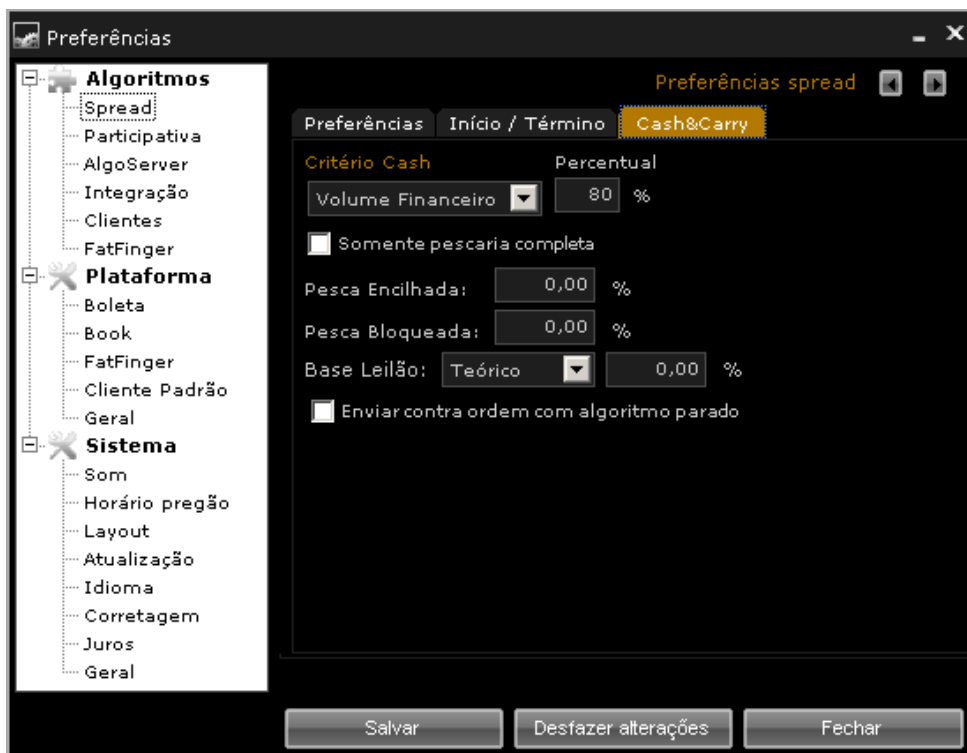 Preferências
Algoritmos
Spread
Participativa
AlgoServer
Integração
Clientes
FatFinger
Plataforma
Boleta
Book
FatFinger
Cliente Padrão
Geral
Sistema
Som
Horário pregão
Layout
Atualização
Idioma
Corretagem
Juros
Geral
Preferências spread
Preferências Início / Término Cash&Carry
Critério Cash Percentual
Volume Financeiro 80 %
Somente pescaria completa
Pesca Encilhada: 0,00 %
Pesca Bloqueada: 0,00 %
Base Leilão: Teórico 0,00 %
Enviar contra ordem com algoritmo parado
Salvar Desfazer alterações Fechar